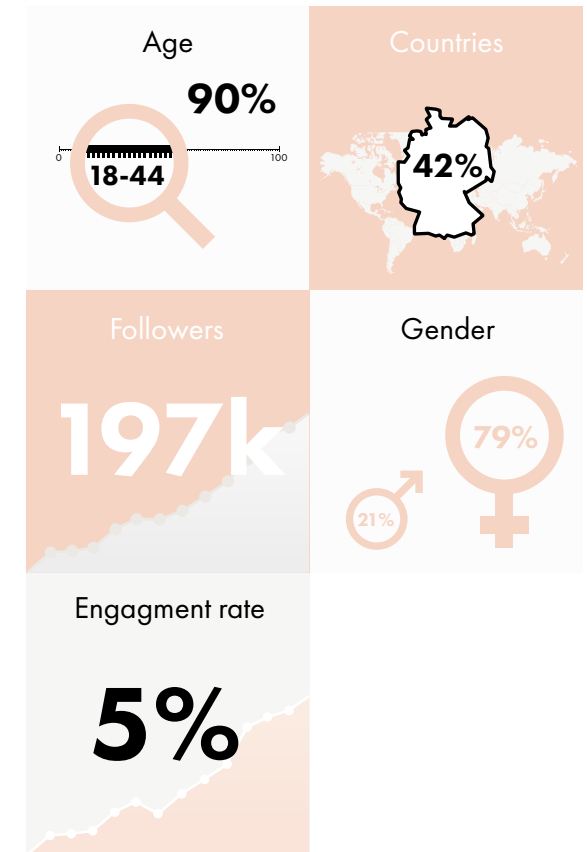 Age
90%
0
100
18-44
Countries
42%
Followers
197k
Gender
79%
21%
Engagment rate
5%